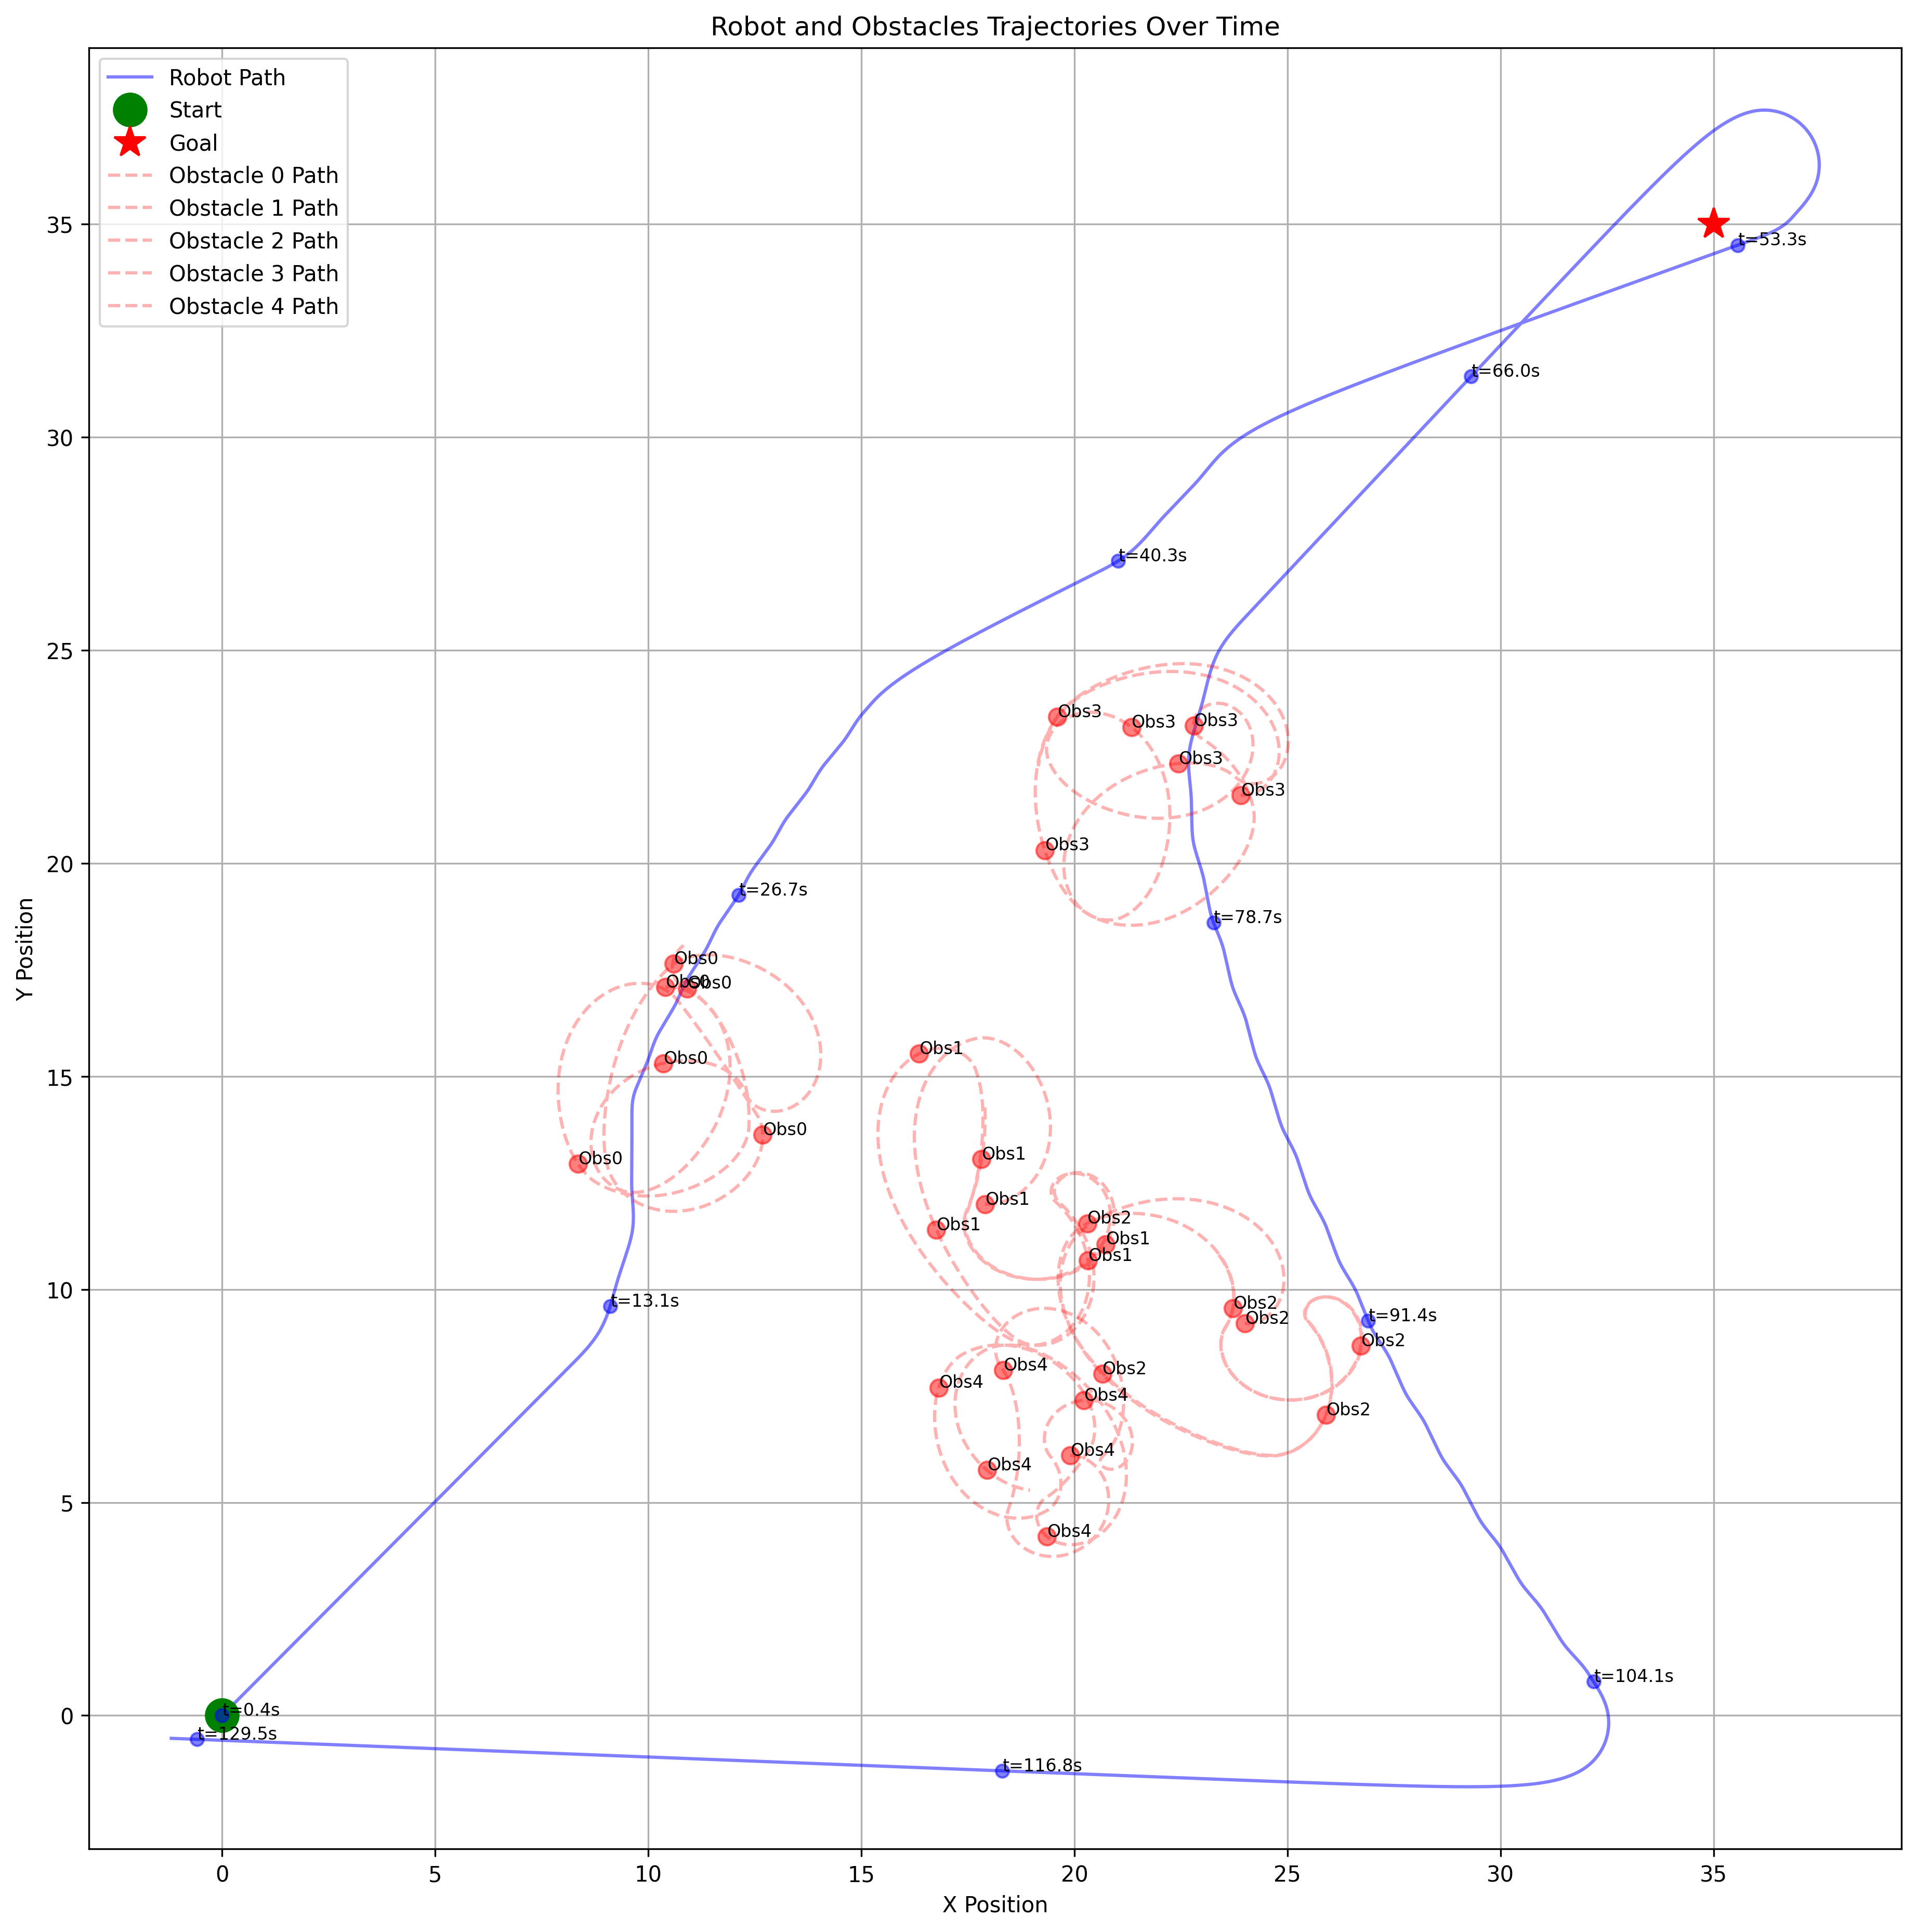 Robot and Obstacles Trajectories Over Time
Robot Path
Start
Goal
Obstacle 0 Path
Obstacle 1 Path
Obstacle 2 Path
Obstacle 3 Path
Obstacle 4 Path
35
30
25
20
15
10
5
0
Y Position
t=53.3s
t=66.0s
t=40.3s
Obs3
Obs3
Obs3
Obs3
Obs3
Obs3
t=26.7s
t=78.7s
Obs0
Obs0
Obs0
Obs0
Obs0
Obs0
Obs1
Obs1
Obs1
Obs1
Obs2
Obs1
Obs1
t=13.1s
Obs2
Obs2
t=91.4s
Obs2
Obs2
Obs2
Obs4
Obs4
Obs4
Obs4
Obs4
Obs4
t=104.1s
t=0.4s
t=129.5s
t=116.8s
0
5
10
15
20
25
30
35
X Position